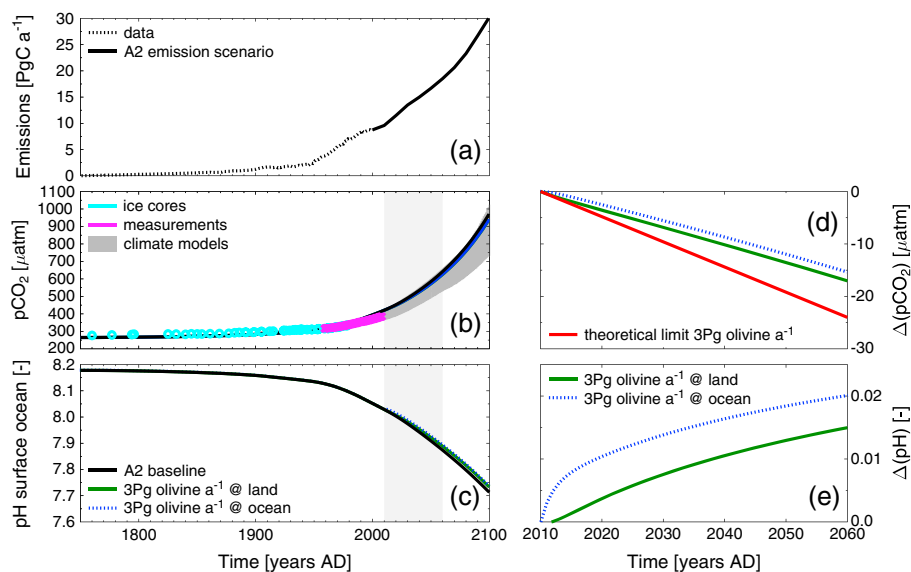 Emissions [PgC a⁻¹]
30
25
20
15
10
5
0
data
A2 emission scenario
(a)
pCO₂ [μatm]
1100
1000
900
800
700
600
500
400
300
200
ice cores
measurements
climate models
(b)
0
-10
-20
-30
Δ(pCO₂) [μatm]
(d)
theoretical limit 3Pg olivine a⁻¹
pH surface ocean [-]
8.2
8.1
8.0
7.9
7.8
7.7
7.6
A2 baseline
3Pg olivine a⁻¹ @ land
3Pg olivine a⁻¹ @ ocean
(c)
1800 1900 2000 2100
Time [years AD]
3Pg olivine a⁻¹ @ land
3Pg olivine a⁻¹ @ ocean
0.02
0.01
0.0
Δ(pH) [-]
(e)
2010 2020 2030 2040 2050 2060
Time [years AD]